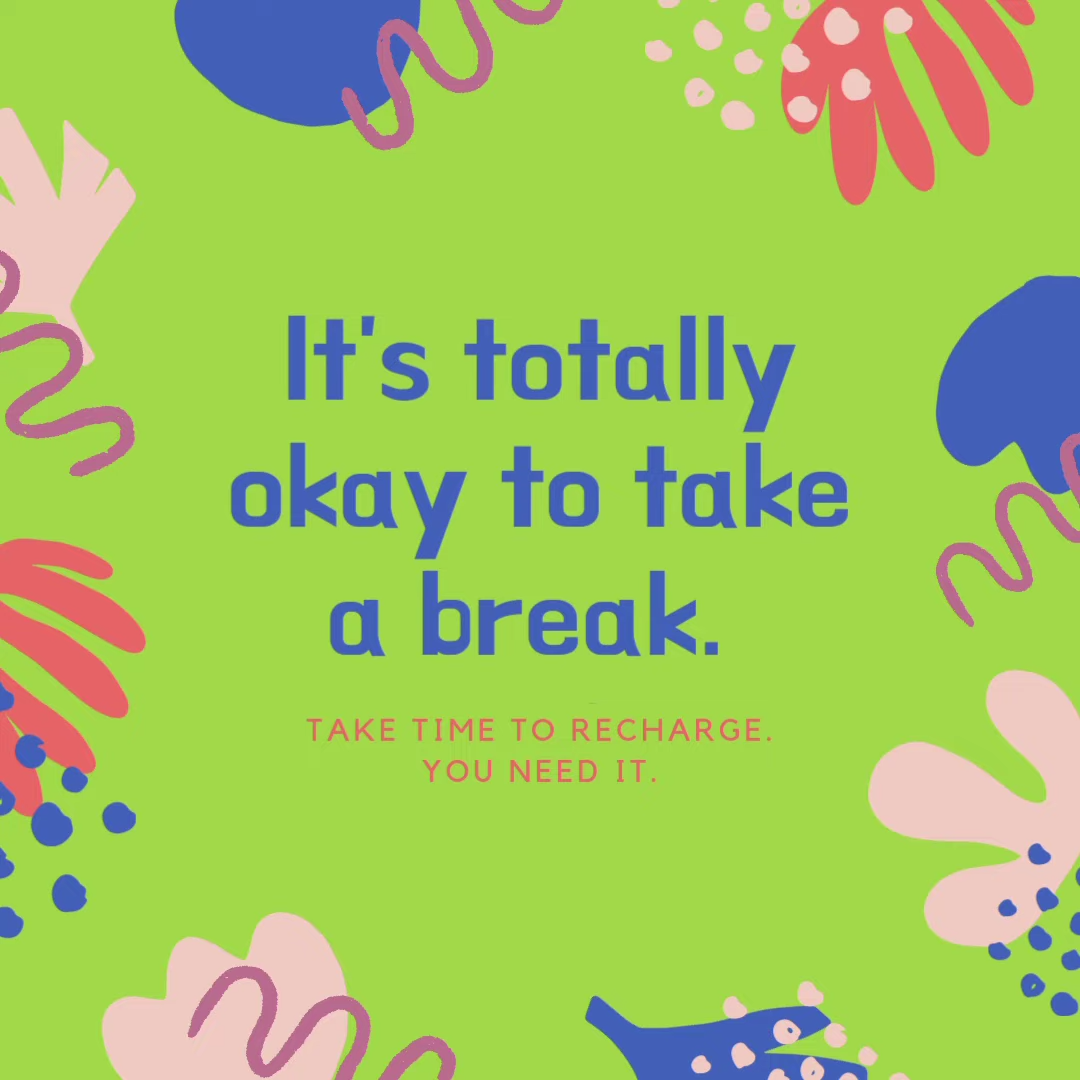 It's totally
okay to take
a break.
TAKE TIME TO RECHARGE.
YOU NEED IT.